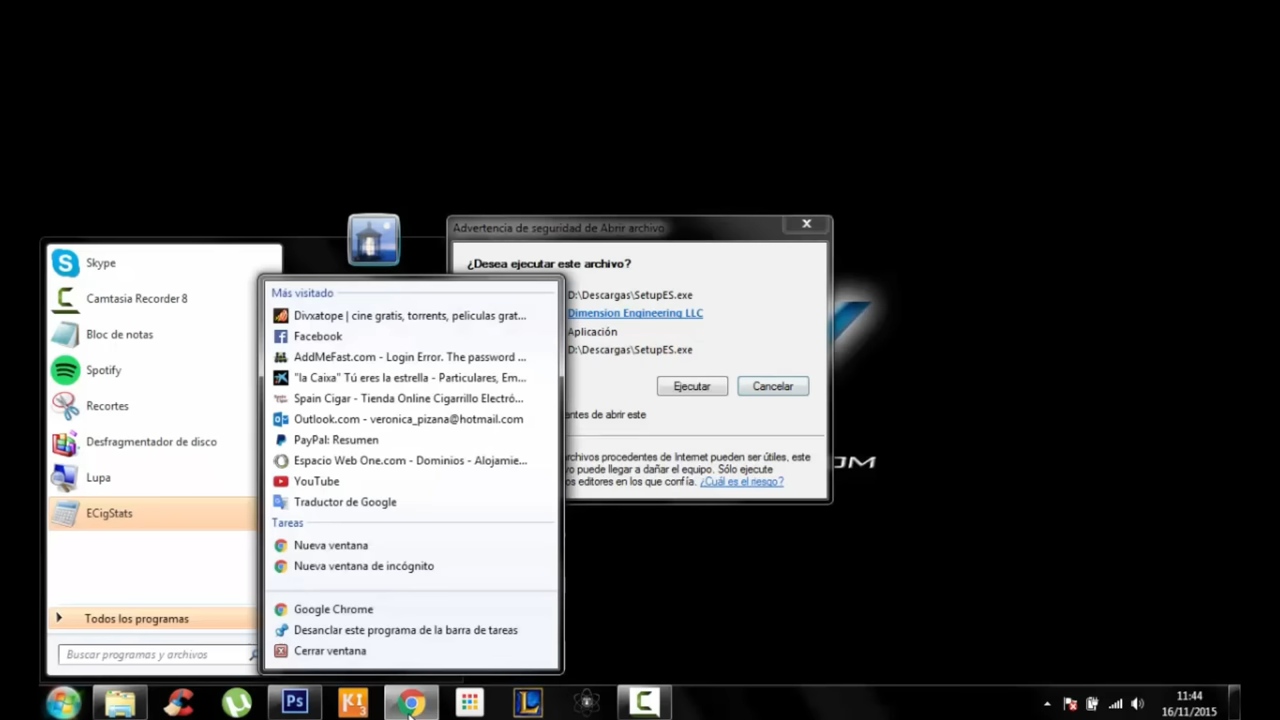 Skype
Camtasia Recorder 8
Bloc de notas
Spotify
Recortes
Desfragmentador de disco
Lupa
ECigStats
Todos los programas
Buscar programas y archivos
Más visitado
Divxatope | cine gratis, torrents, peliculas grat...
Facebook
AddMeFast.com - Login Error. The password ...
"la Caixa" Tú eres la estrella - Particulares, Em...
Spain Cigar - Tienda Online Cigarrillo Electró...
Outlook.com - veronica_pizana@hotmail.com
PayPal: Resumen
Espacio Web One.com - Dominios - Alojamie...
YouTube
Traductor de Google
Tareas
Nueva ventana
Nueva ventana de incógnito
Google Chrome
Desanclar este programa de la barra de tareas
Cerrar ventana
Advertencia de seguridad de Abrir archivo
¿Desea ejecutar este archivo?
D:\Descargas\SetupES.exe
Dimension Engineering LLC
Aplicación
D:\Descargas\SetupES.exe
Ejecutar
Cancelar
antes de abrir este
archivos procedentes de Internet pueden ser útiles, este
vo puede llegar a dañar el equipo. Sólo ejecute
os editores en los que confía. ¿Cuál es el riesgo?
OM
Ps
11:44
16/11/2015